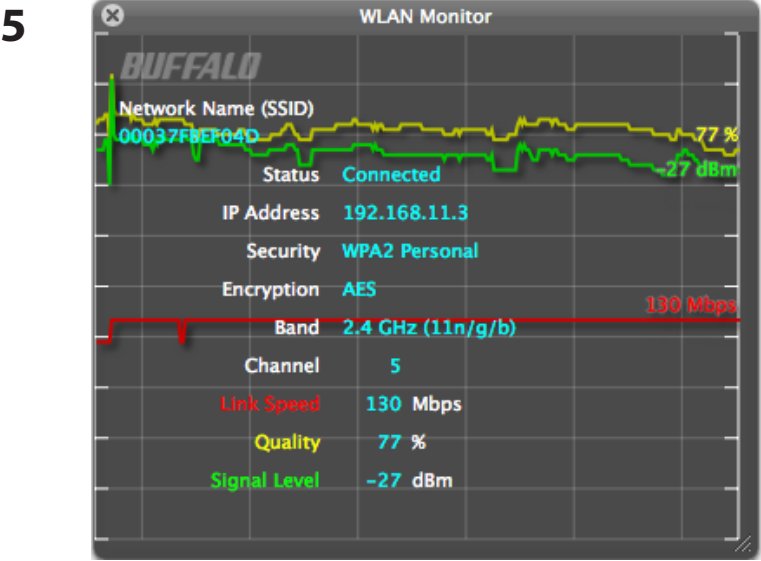 5
WLAN Monitor
BUFFALO
Network Name (SSID)
00037FBEF04D
77 %
Status Connected
-27 dBm
IP Address 192.168.11.3
Security WPA2 Personal
Encryption AES
130 Mbps
Band 2.4 GHz (11n/g/b)
Channel 5
Link Speed 130 Mbps
Quality 77 %
Signal Level -27 dBm